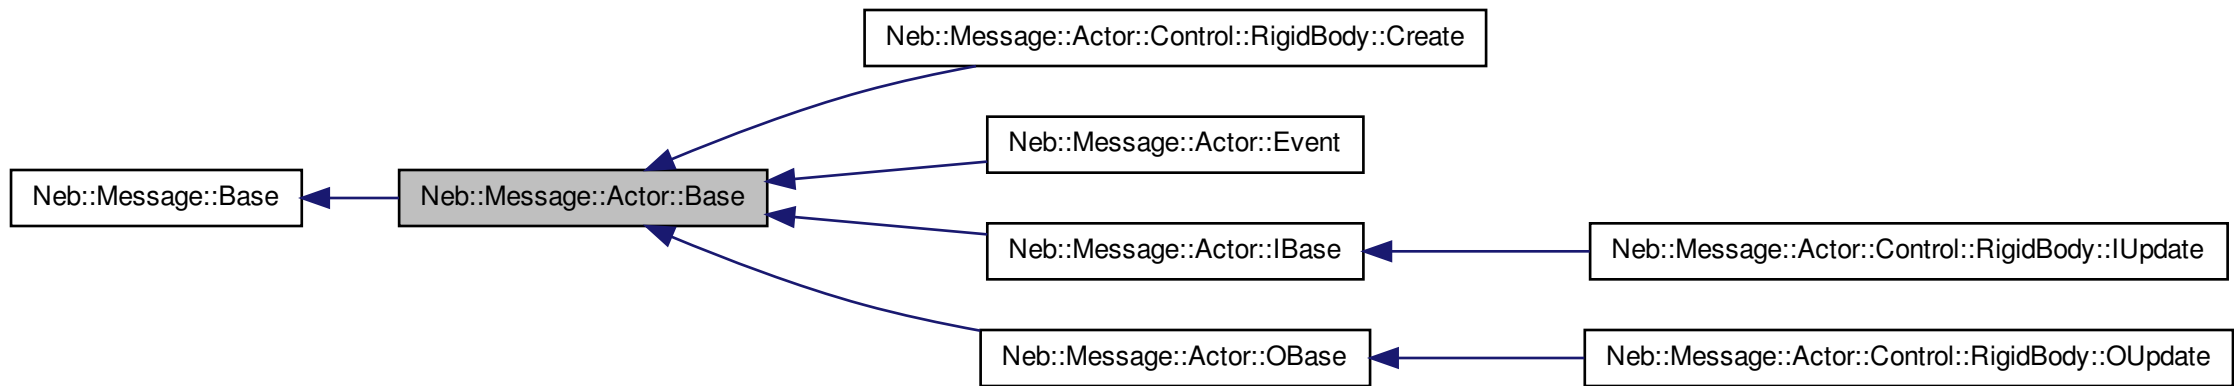 Neb::Message::Actor::Control::RigidBody::Create
Neb::Message::Actor::Event
Neb::Message::Base
Neb::Message::Actor::Base
Neb::Message::Actor::IBase
Neb::Message::Actor::Control::RigidBody::IUpdate
Neb::Message::Actor::OBase
Neb::Message::Actor::Control::RigidBody::OUpdate